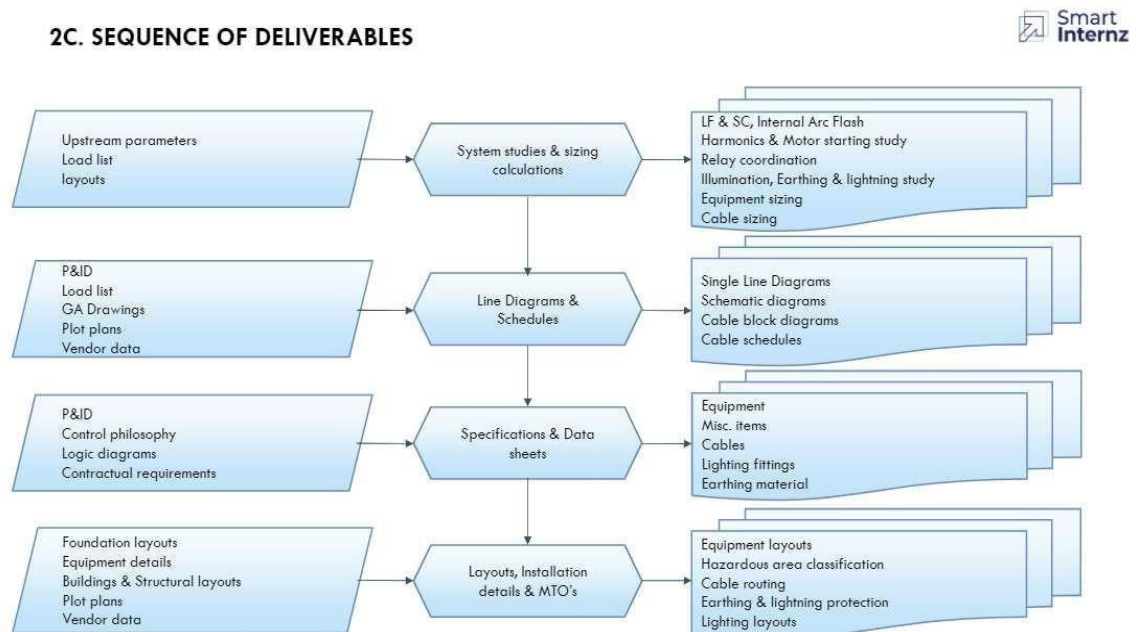 2C. SEQUENCE OF DELIVERABLES
Smart
Internz
Upstream parameters
Load list
layouts
System studies & sizing
calculations
LF & SC, Internal Arc Flash
Harmonics & Motor starting study
Relay coordination
Illumination, Earthing & lightning study
Equipment sizing
Cable sizing
P&ID
Load list
GA Drawings
Plot plans
Vendor data
Line Diagrams &
Schedules
Single Line Diagrams
Schematic diagrams
Cable block diagrams
Cable schedules
P&ID
Control philosophy
Logic diagrams
Contractual requirements
Specifications & Data
sheets
Equipment
Misc. items
Cables
Lighting fittings
Earthing material
Foundation layouts
Equipment details
Buildings & Structural layouts
Plot plans
Vendor data
Layouts, Installation
details & MTO's
Equipment layouts
Hazardous area classification
Cable routing
Earthing & lightning protection
Lighting layouts